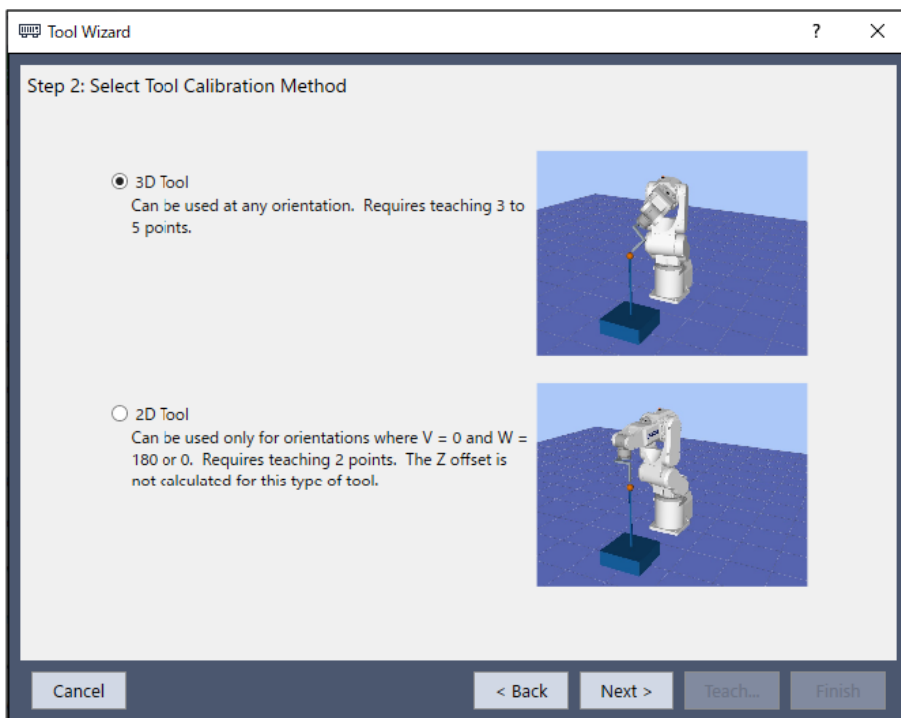 Tool Wizard
?
Step 2: Select Tool Calibration Method
3D Tool
Can be used at any orientation. Requires teaching 3 to
5 points.
2D Tool
Can be used only for orientations where V = 0 and W =
180 or 0. Requires teaching 2 points. The Z offset is
not calculated for this type of tool.
Cancel
< Back
Next >
Teach...
Finish